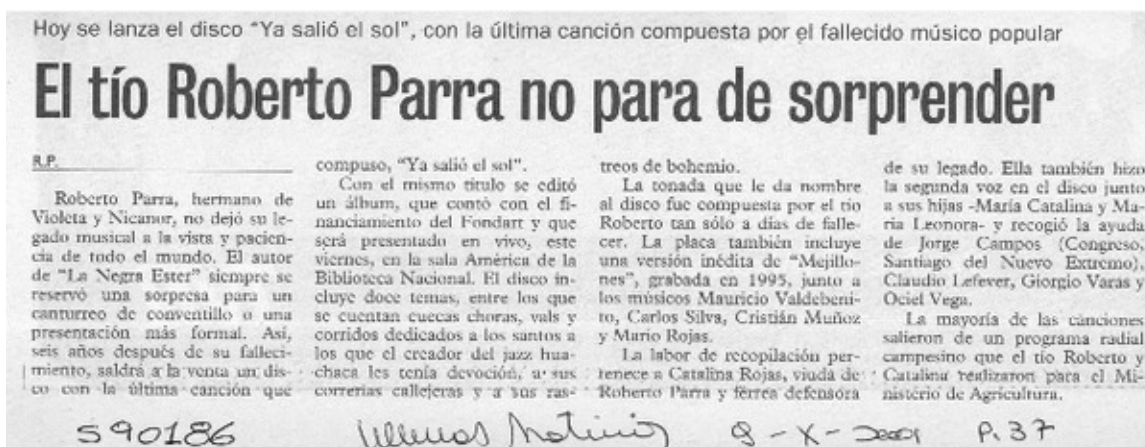 Hoy se lanza el disco “Ya salió el sol”, con la última canción compuesta por el fallecido músico popular
El tío Roberto Parra no para de sorprender
R.P.
Roberto Parra, hermano de
Violeta y Nicanor, no dejó su le-
gado musical a la vista y pacien-
cia de todo el mundo. El autor
de “La Negra Ester” siempre se
reservó una sorpresa para un
canturreo de conventillo o una
presentación más formal. Así,
seis años después de su falleci-
miento, saldrá a la venta un dis-
co con la última canción que
compuso, “Ya salió el sol”.
Con el mismo título se editó
un álbum, que contó con el fi-
nanciamiento del Fondart y que
será presentado en vivo, este
viernes, en la sala América de la
Biblioteca Nacional. El disco in-
cluye doce temas, entre los que
se cuentan cuecas choras, vals y
corridos dedicados a los santos a
los que el creador del jazz hua-
chaca les tenía devoción, a sus
correrías callejeras y a sus ras-
treos de bohemio.
La tonada que le da nombre
al disco fue compuesta por el tío
Roberto tan sólo a días de falle-
cer. La placa también incluye
una versión inédita de “Mejillo-
nes”, grabada en 1995, junto a
los músicos Mauricio Valdebeni-
to, Carlos Silva, Cristián Muñoz
y Mario Rojas.
La labor de recopilación per-
tenece a Catalina Rojas, viuda de
Roberto Parra y férrea defensora
de su legado. Ella también hizo
la segunda voz en el disco junto
a sus hijas -María Catalina y Ma-
ría Leonora- y recogió la ayuda
de Jorge Campos (Congreso,
Santiago del Nuevo Extremo),
Claudio Lefever, Giorgio Varas y
Ociel Vega.
La mayoría de las canciones
salieron de un programa radial
campesino que el tío Roberto y
Catalina realizaron para el Mi-
nisterio de Agricultura.
590186 Noticias 9-X-2001 P.37